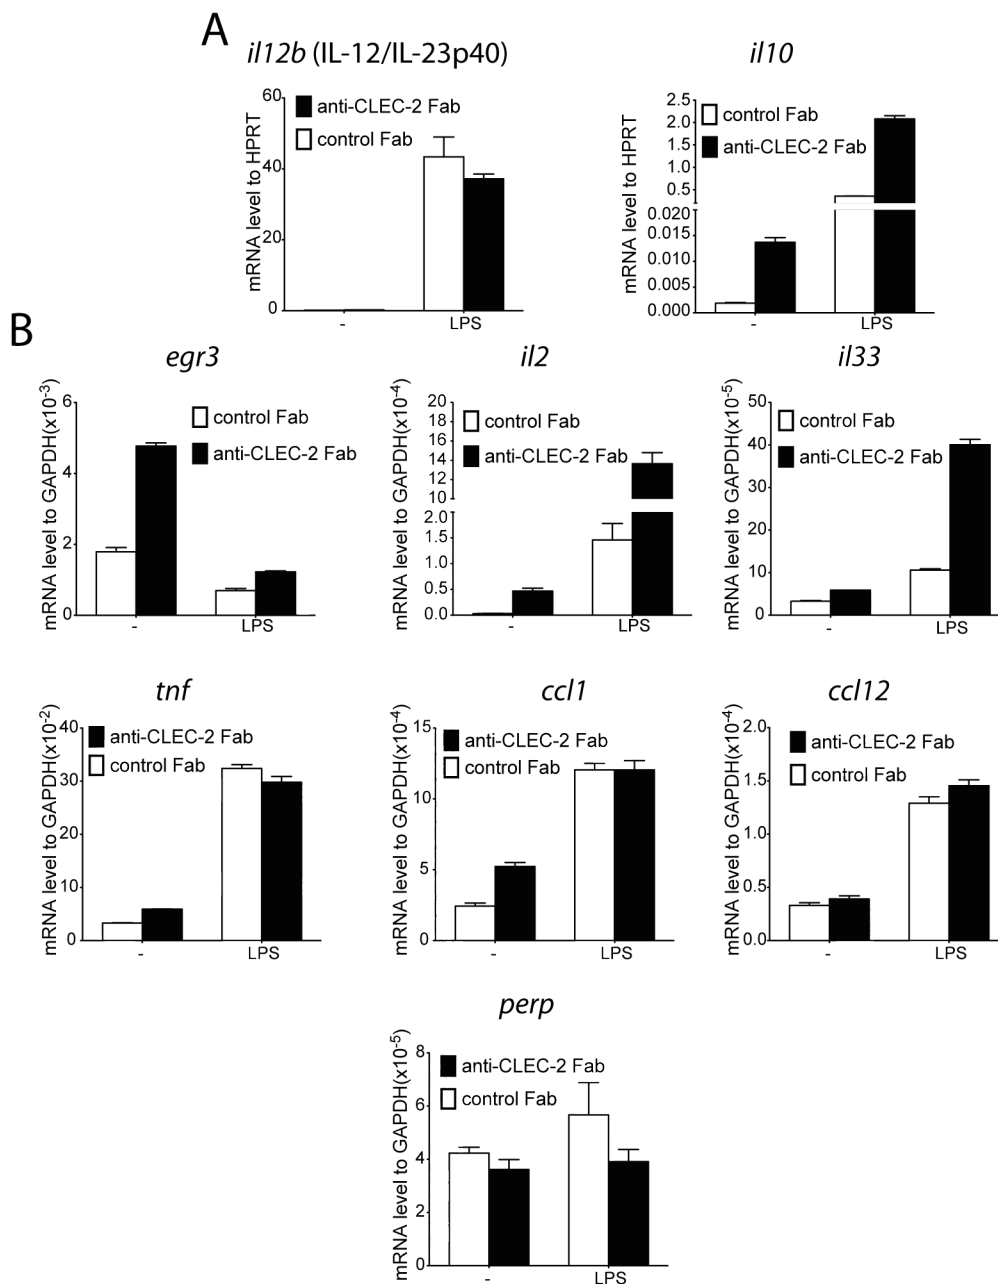 A
il12b (IL-12/IL-23p40)
mRNA level to HPRT
60
40
20
0
anti-CLEC-2 Fab
control Fab
-
LPS
il10
mRNA level to HPRT
2.5
2.0
1.5
1.0
0.5
0.020
0.015
0.010
0.005
0.000
control Fab
anti-CLEC-2 Fab
-
LPS
B
egr3
mRNA level to GAPDH(x10-3)
6
4
2
0
control Fab
anti-CLEC-2 Fab
-
LPS
il2
mRNA level to GAPDH(x10-4)
20
18
16
14
12
10
2.0
1.5
1.0
0.5
0.0
control Fab
anti-CLEC-2 Fab
-
LPS
il33
mRNA level to GAPDH(x10-5)
50
40
50
10
0
control Fab
anti-CLEC-2 Fab
-
LPS
tnf
mRNA level to GAPDH(x10-2)
40
30
20
10
0
anti-CLEC-2 Fab
control Fab
-
LPS
ccl1
mRNA level to GAPDH(x10-4)
15
10
5
0
anti-CLEC-2 Fab
control Fab
-
LPS
ccl12
mRNA level to GAPDH(x10-4)
2.0
1.5
1.0
0.5
0.0
anti-CLEC-2 Fab
control Fab
-
LPS
perp
mRNA level to GAPDH(x10-5)
8
6
4
2
0
anti-CLEC-2 Fab
control Fab
-
LPS